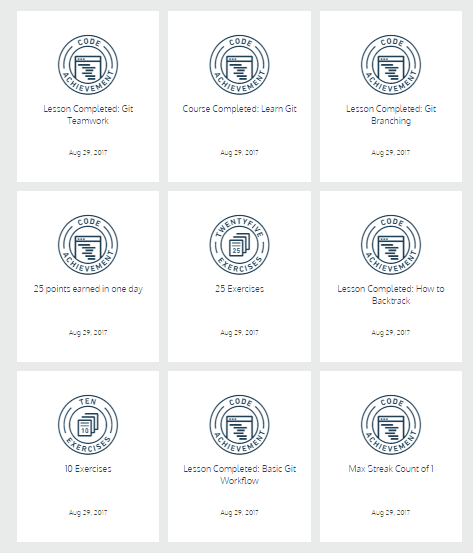 CODE
ACHIEVEMENT
Lesson Completed: Git
Teamwork
Aug 29, 2017
CODE
ACHIEVEMENT
Course Completed: Learn Git
Aug 29, 2017
CODE
ACHIEVEMENT
Lesson Completed: Git
Branching
Aug 29, 2017
CODE
ACHIEVEMENT
25 points earned in one day
Aug 29, 2017
TWENTYFIVE
25
EXERCISES
25 Exercises
Aug 29, 2017
CODE
ACHIEVEMENT
Lesson Completed: How to
Backtrack
Aug 29, 2017
TEN
10
EXERCISES
10 Exercises
Aug 29, 2017
CODE
ACHIEVEMENT
Lesson Completed: Basic Git
Workflow
Aug 29, 2017
CODE
ACHIEVEMENT
Max Streak Count of 1
Aug 29, 2017